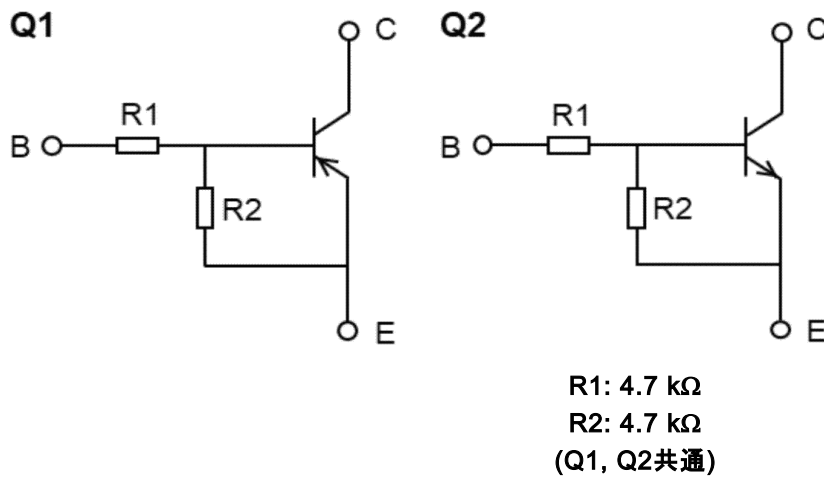 Q1
C
R1
B
R2
E
Q2
C
R1
B
R2
E
R1: 4.7 kΩ
R2: 4.7 kΩ
(Q1, Q2共通)